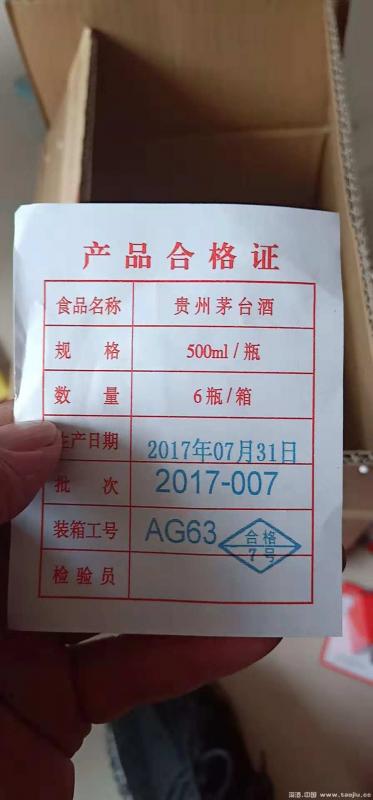 产品合格证
食品名称 贵州茅台酒
规 格 500ml/瓶
数 量 6瓶/箱
生产日期 2017年07月31日
批 次 2017-007
装箱工号 AG63 合格 7号
检验员
淘酒.中国 www.taojiu.cc